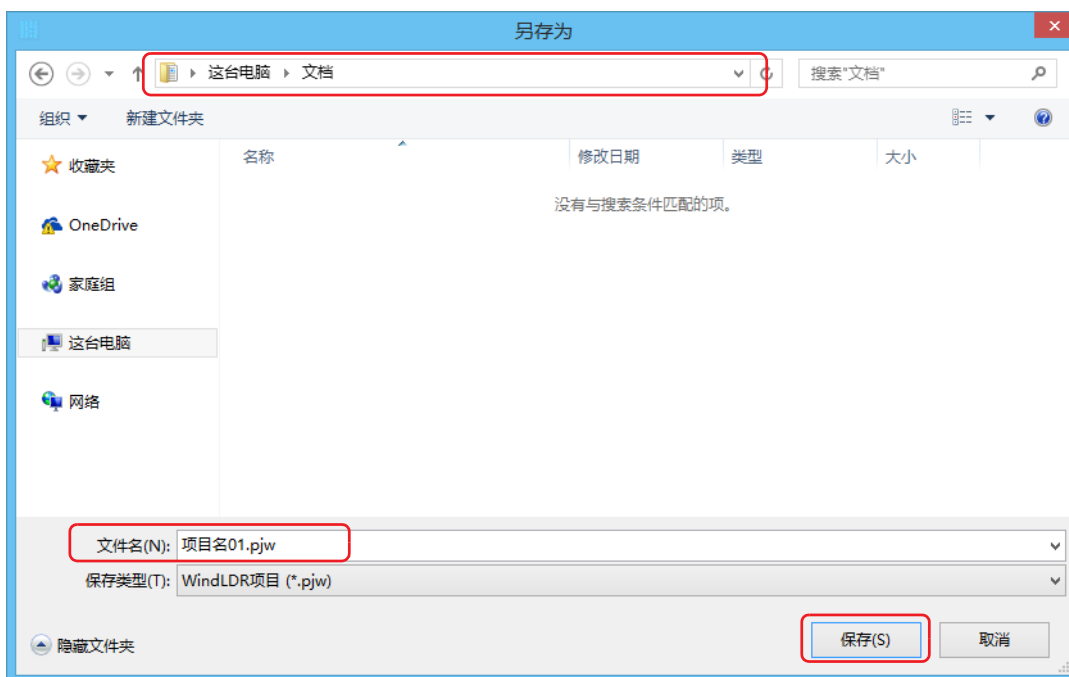 另存为
这台电脑 文档 搜索"文档"
组织 新建文件夹
名称 修改日期 类型 大小
收藏夹
没有与搜索条件匹配的项。
OneDrive
家庭组
这台电脑
网络
文件名(N): 项目名01.pjw
保存类型(T): WindLDR项目 (*.pjw)
隐藏文件夹 保存(S) 取消